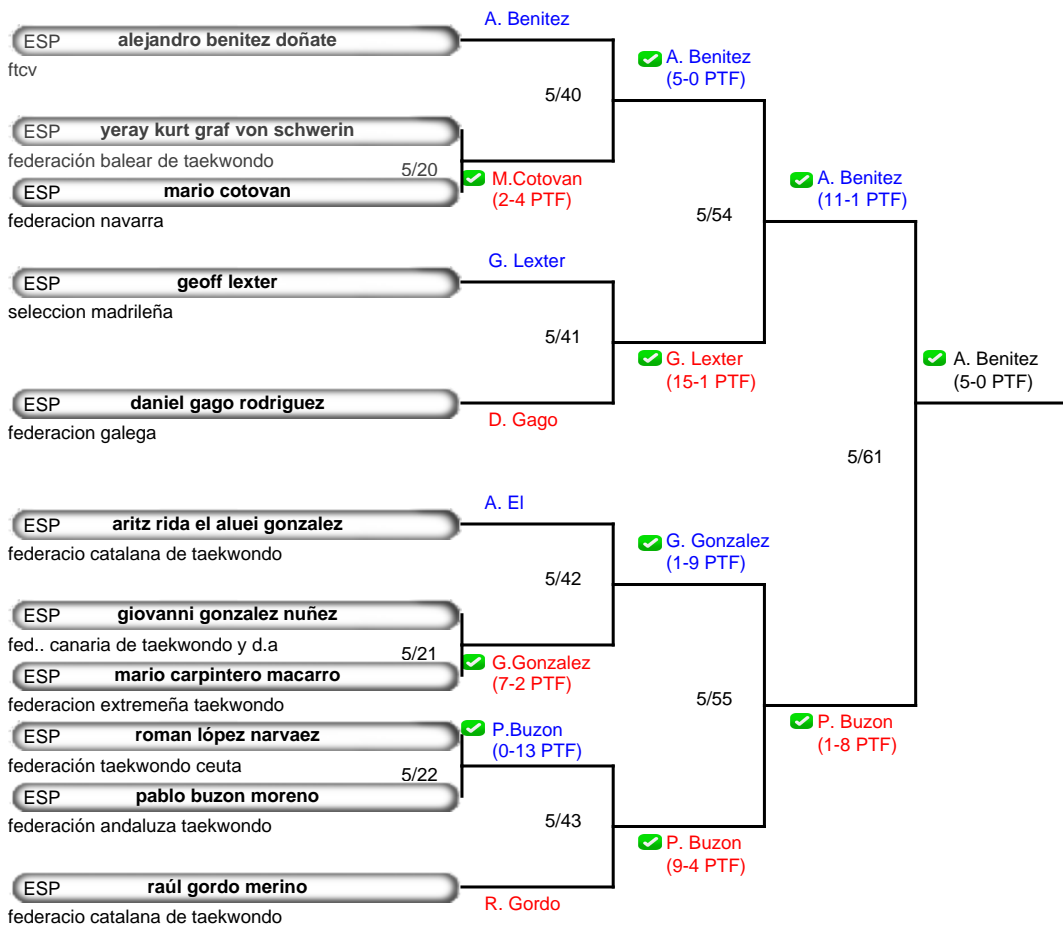 A. Benitez
ESP alejandro benitez doñate
ftcv
5/40
A. Benitez
(5-0 PTF)
ESP yeray kurt graf von schwerin
federación balear de taekwondo
5/20
ESP mario cotovan
federacion navarra
M.Cotovan
(2-4 PTF)
5/54
A. Benitez
(11-1 PTF)
G. Lexter
ESP geoff lexter
seleccion madrileña
5/41
G. Lexter
(15-1 PTF)
ESP daniel gago rodriguez
federacion galega
D. Gago
A. Benitez
(5-0 PTF)
5/61
A. El
ESP aritz rida el aluei gonzalez
federacio catalana de taekwondo
5/42
G. Gonzalez
(1-9 PTF)
ESP giovanni gonzalez nuñez
fed.. canaria de taekwondo y d.a
5/21
ESP mario carpintero macarro
federacion extremeña taekwondo
G.Gonzalez
(7-2 PTF)
5/55
P. Buzon
(1-8 PTF)
ESP roman lópez narvaez
federación taekwondo ceuta
P.Buzon
(0-13 PTF)
5/22
ESP pablo buzon moreno
federación andaluza taekwondo
5/43
P. Buzon
(9-4 PTF)
ESP raúl gordo merino
federacio catalana de taekwondo
R. Gordo